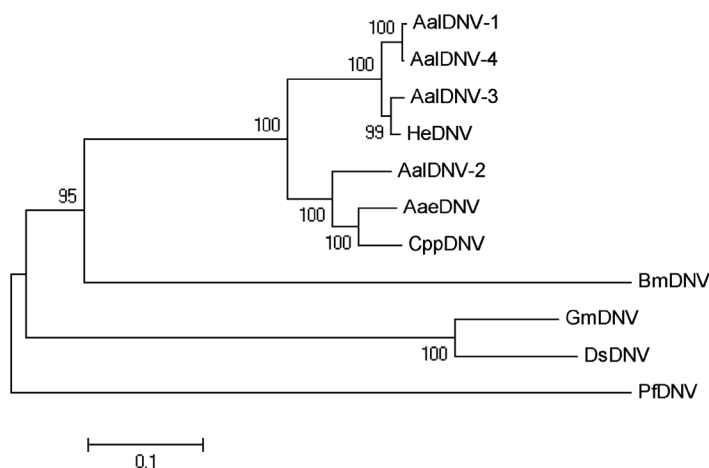 100 AalDNV-1
AalDNV-4
100
AalDNV-3
99 HeDNV
100
AalDNV-2
100
AaeDNV
100 CppDNV
95
BmDNV
GmDNV
100
DsDNV
PfDNV
0.1